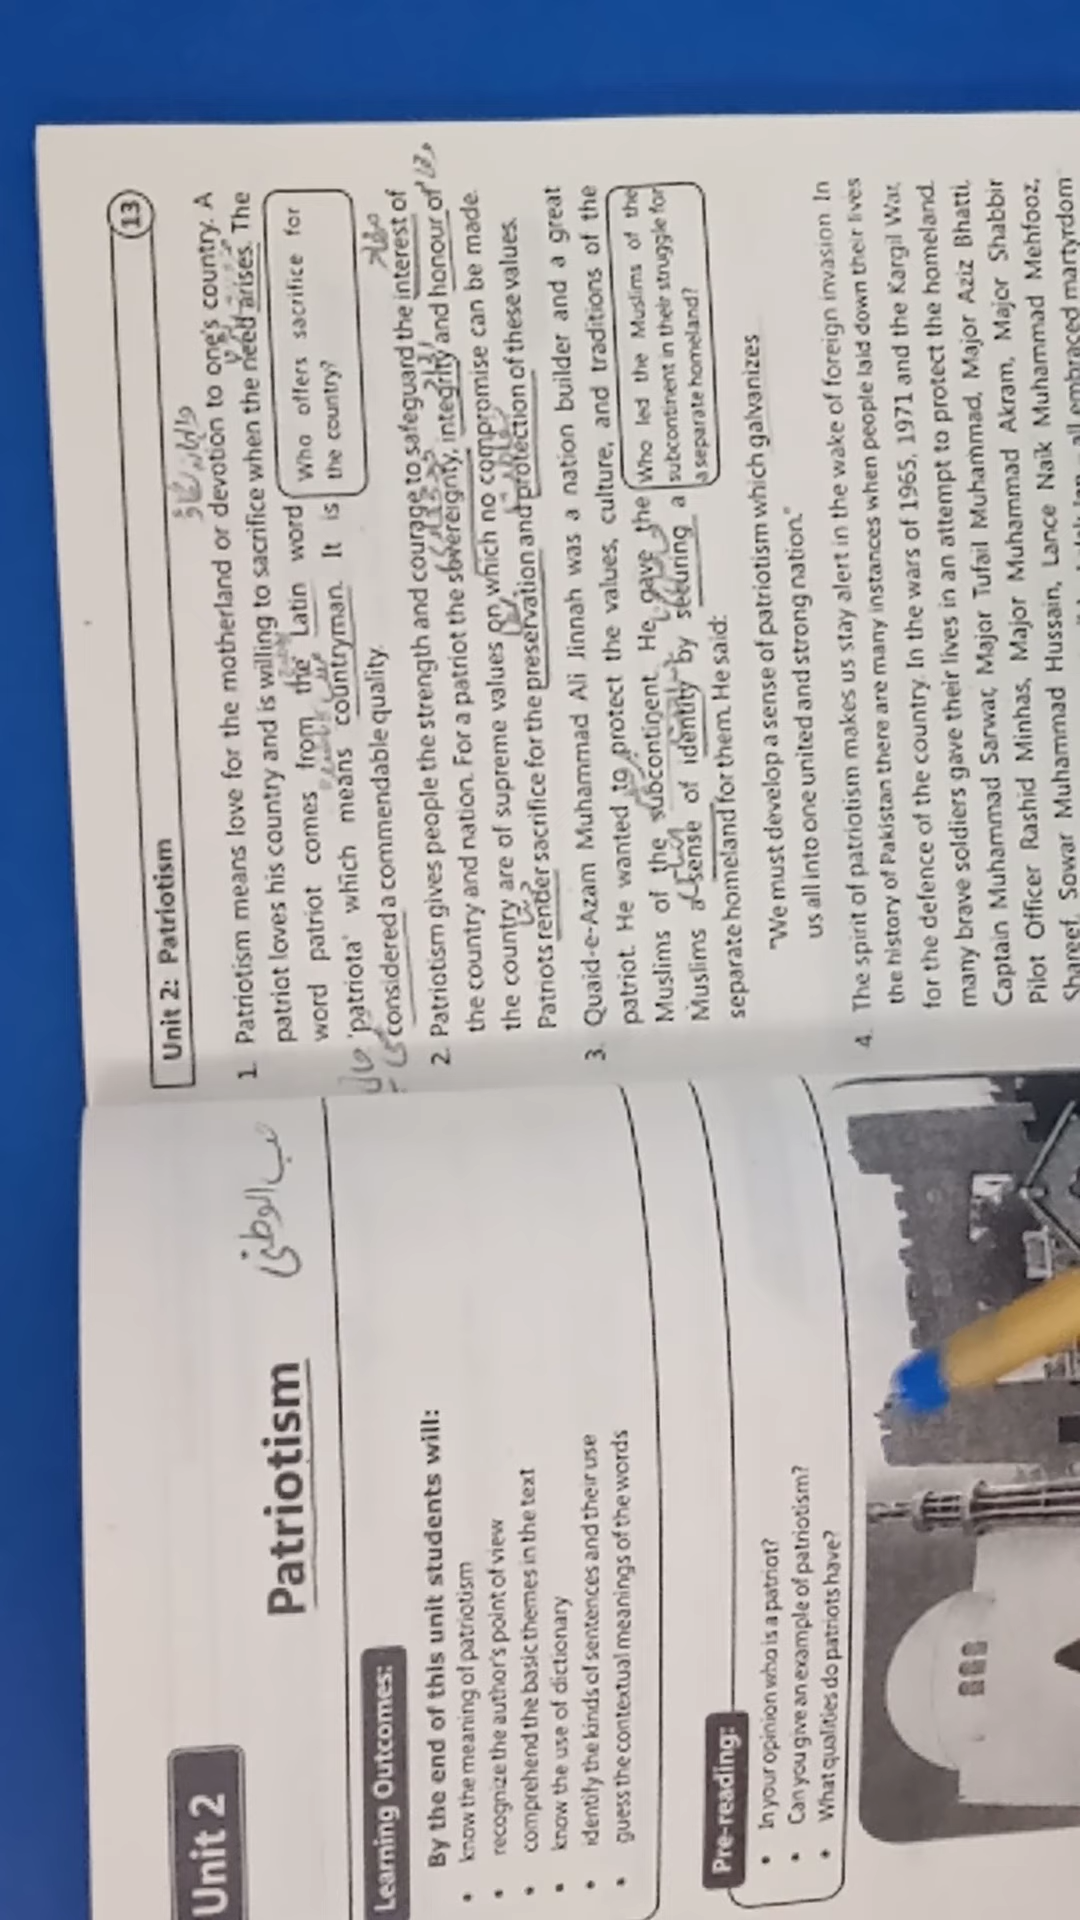 Unit 2
Patriotism
حب الوطنی
Learning Outcomes:
By the end of this unit students will:
• know the meaning of patriotism
• recognize the author's point of view
• comprehend the basic themes in the text
• know the use of dictionary
• identify the kinds of sentences and their use
• guess the contextual meanings of the words
Pre-reading:
• In your opinion who is a patriot?
• Can you give an example of patriotism?
• What qualities do patriots have?
13
Unit 2: Patriotism
1. Patriotism means love for the motherland or devotion to one's country. A
patriot loves his country and is willing to sacrifice when the need arises. The
word patriot comes from the Latin word
'patriota' which means countryman. It is
considered a commendable quality.
Who offers sacrifice for
the country?
مفاد
2. Patriotism gives people the strength and courage to safeguard the interest of
the country and nation. For a patriot the sovereignty, integrity and honour of
the country are of supreme values on which no compromise can be made.
Patriots render sacrifice for the preservation and protection of these values.
3. Quaid-e-Azam Muhammad Ali Jinnah was a nation builder and a great
patriot. He wanted to protect the values, culture, and traditions of the
Muslims of the subcontinent. He gave the
Muslims a sense of identity by securing a
separate homeland for them. He said:
Who led the Muslims of the
subcontinent in their struggle for
a separate homeland?
"We must develop a sense of patriotism which galvanizes
us all into one united and strong nation."
4. The spirit of patriotism makes us stay alert in the wake of foreign invasion. In
the history of Pakistan there are many instances when people laid down their lives
for the defence of the country. In the wars of 1965, 1971 and the Kargil War,
many brave soldiers gave their lives in an attempt to protect the homeland.
Captain Muhammad Sarwar, Major Tufail Muhammad, Major Aziz Bhatti,
Pilot Officer Rashid Minhas, Major Muhammad Akram, Major Shabbir
Shareef, Sowar Muhammad Hussain, Lance Naik Muhammad Mehfooz,
all embraced martyrdom